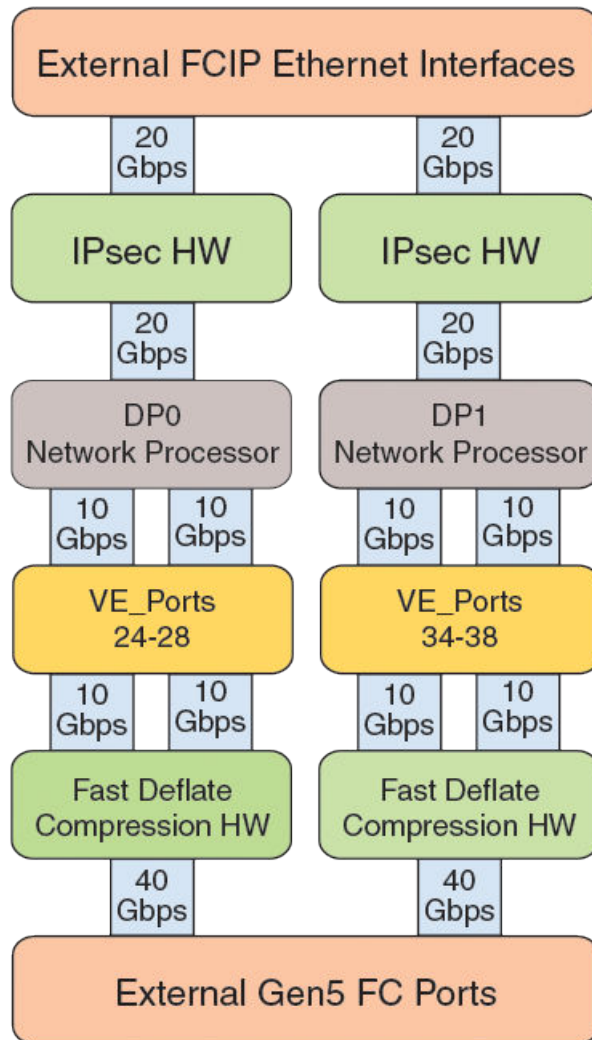 External FCIP Ethernet Interfaces
20
Gbps
20
Gbps
IPsec HW
IPsec HW
20
Gbps
20
Gbps
DP0
Network Processor
DP1
Network Processor
10
Gbps
10
Gbps
10
Gbps
10
Gbps
VE_Ports
24-28
VE_Ports
34-38
10
Gbps
10
Gbps
10
Gbps
10
Gbps
Fast Deflate
Compression HW
Fast Deflate
Compression HW
40
Gbps
40
Gbps
External Gen5 FC Ports